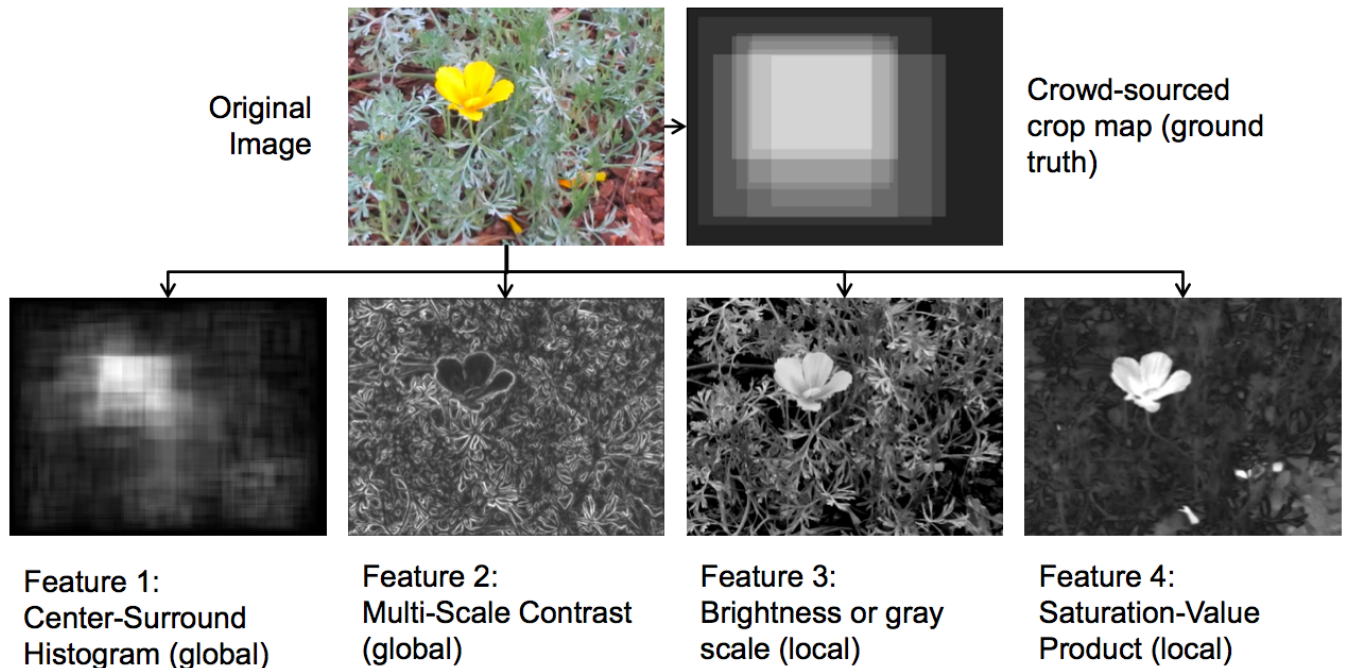 Original
Image
Crowd-sourced
crop map (ground
truth)
Feature 1:
Center-Surround
Histogram (global)
Feature 2:
Multi-Scale Contrast
(global)
Feature 3:
Brightness or gray
scale (local)
Feature 4:
Saturation-Value
Product (local)